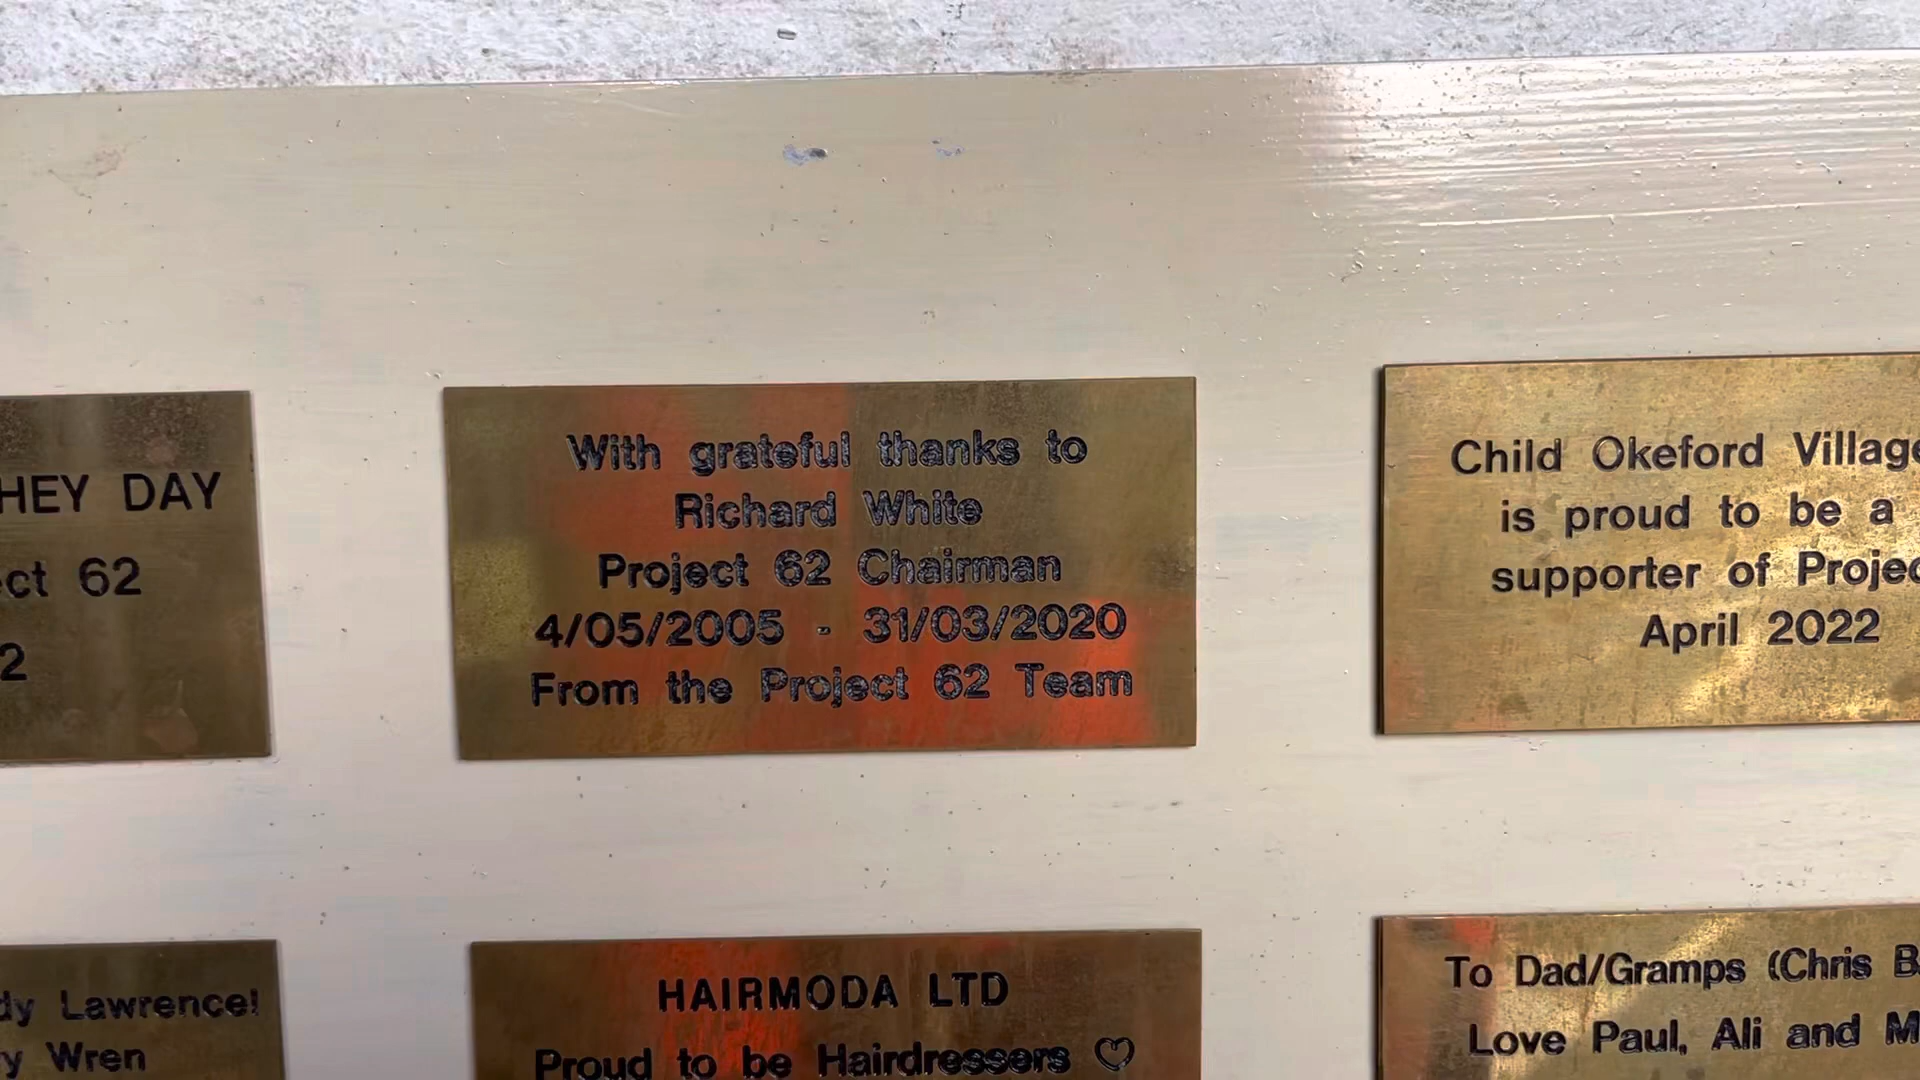 HEY DAY
ect 62
2
With grateful thanks to
Richard White
Project 62 Chairman
4/05/2005 - 31/03/2020
From the Project 62 Team
Child Okeford Village
is proud to be a
supporter of Projec
April 2022
dy Lawrence!
y Wren
HAIRMODA LTD
Proud to be Hairdressers ♡
To Dad/Gramps (Chris B
Love Paul, Ali and M